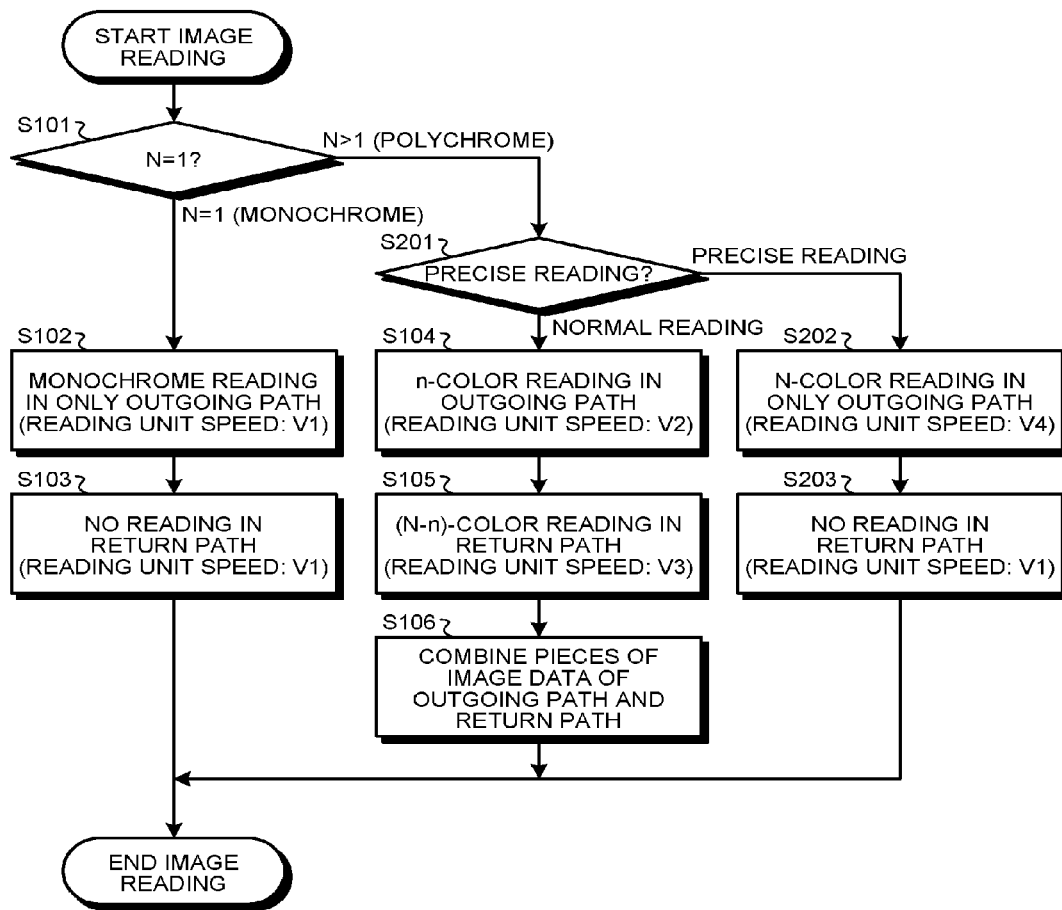 START IMAGE
READING
S101
N=1?
N>1 (POLYCHROME)
N=1 (MONOCHROME)
S201
PRECISE READING?
PRECISE READING
NORMAL READING
S102
MONOCHROME READING
IN ONLY OUTGOING PATH
(READING UNIT SPEED: V1)
S104
n-COLOR READING IN
OUTGOING PATH
(READING UNIT SPEED: V2)
S202
N-COLOR READING IN
ONLY OUTGOING PATH
(READING UNIT SPEED: V4)
S103
NO READING IN
RETURN PATH
(READING UNIT SPEED: V1)
S105
(N-n)-COLOR READING IN
RETURN PATH
(READING UNIT SPEED: V3)
S203
NO READING IN
RETURN PATH
(READING UNIT SPEED: V1)
S106
COMBINE PIECES OF
IMAGE DATA OF
OUTGOING PATH AND
RETURN PATH
END IMAGE
READING